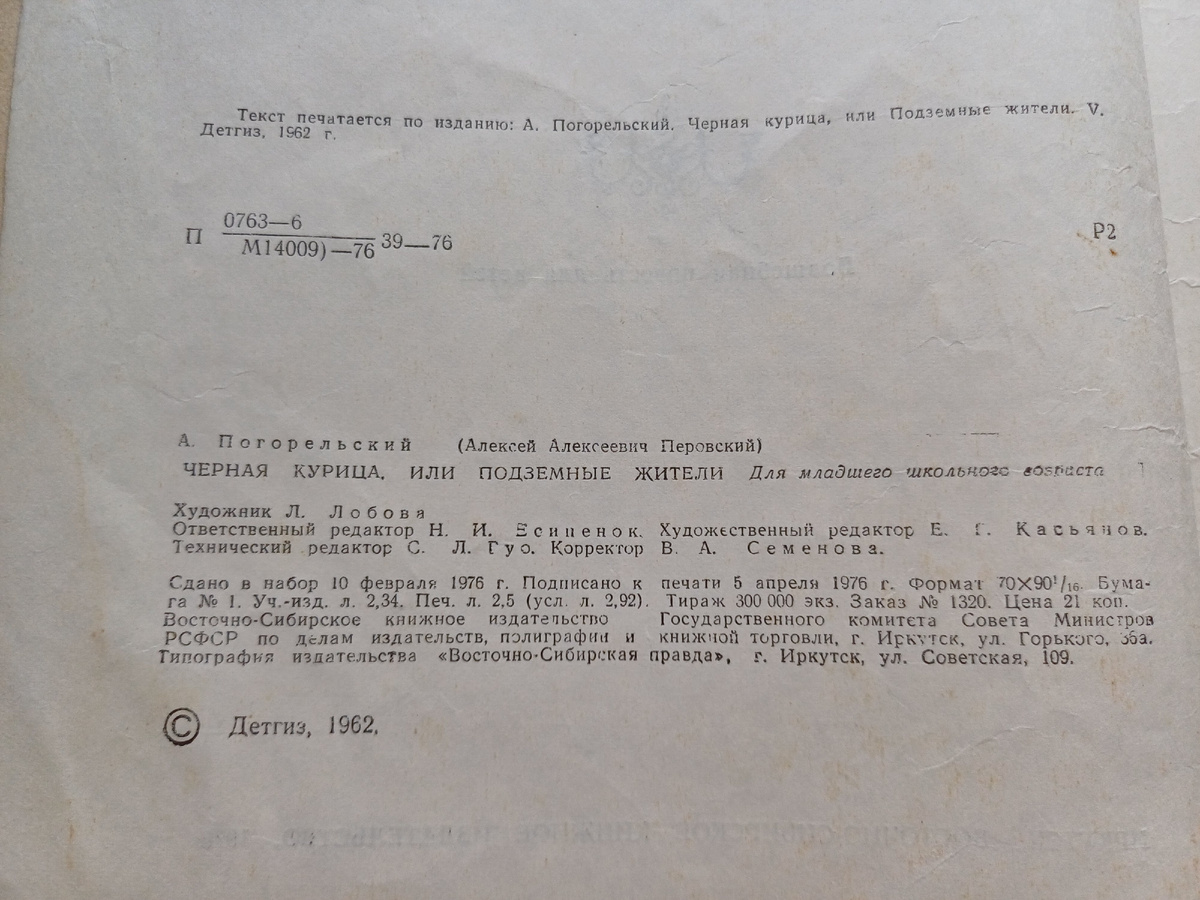 Текст печатается по изданию: А. Погорельский. Черная курица, или Подземные жители. V.
Детгиз, 1962 г.
П 0763—6
М14009)—76 39—76
Р2
А. Погорельский (Алексей Алексеевич Перовский)
ЧЕРНАЯ КУРИЦА, ИЛИ ПОДЗЕМНЫЕ ЖИТЕЛИ Для младшего школьного возраста
Художник Л. Лобова
Ответственный редактор Н. И. Есипенок. Художественный редактор Е. Г. Касьянов.
Технический редактор С. Л. Гуо. Корректор В. А. Семенова.
Сдано в набор 10 февраля 1976 г. Подписано к печати 5 апреля 1976 г. Формат 70×90¹/₁₆. Бума-
га № 1. Уч.-изд. л. 2,34. Печ. л. 2,5 (усл. л. 2,92). Тираж 300 000 экз. Заказ № 1320. Цена 21 коп.
Восточно-Сибирское книжное издательство Государственного комитета Совета Министров
РСФСР по делам издательств, полиграфии и книжной торговли, г. Иркутск, ул. Горького,
Типография издательства «Восточно-Сибирская правда», г. Иркутск, ул. Советская, 109.
© Детгиз, 1962.